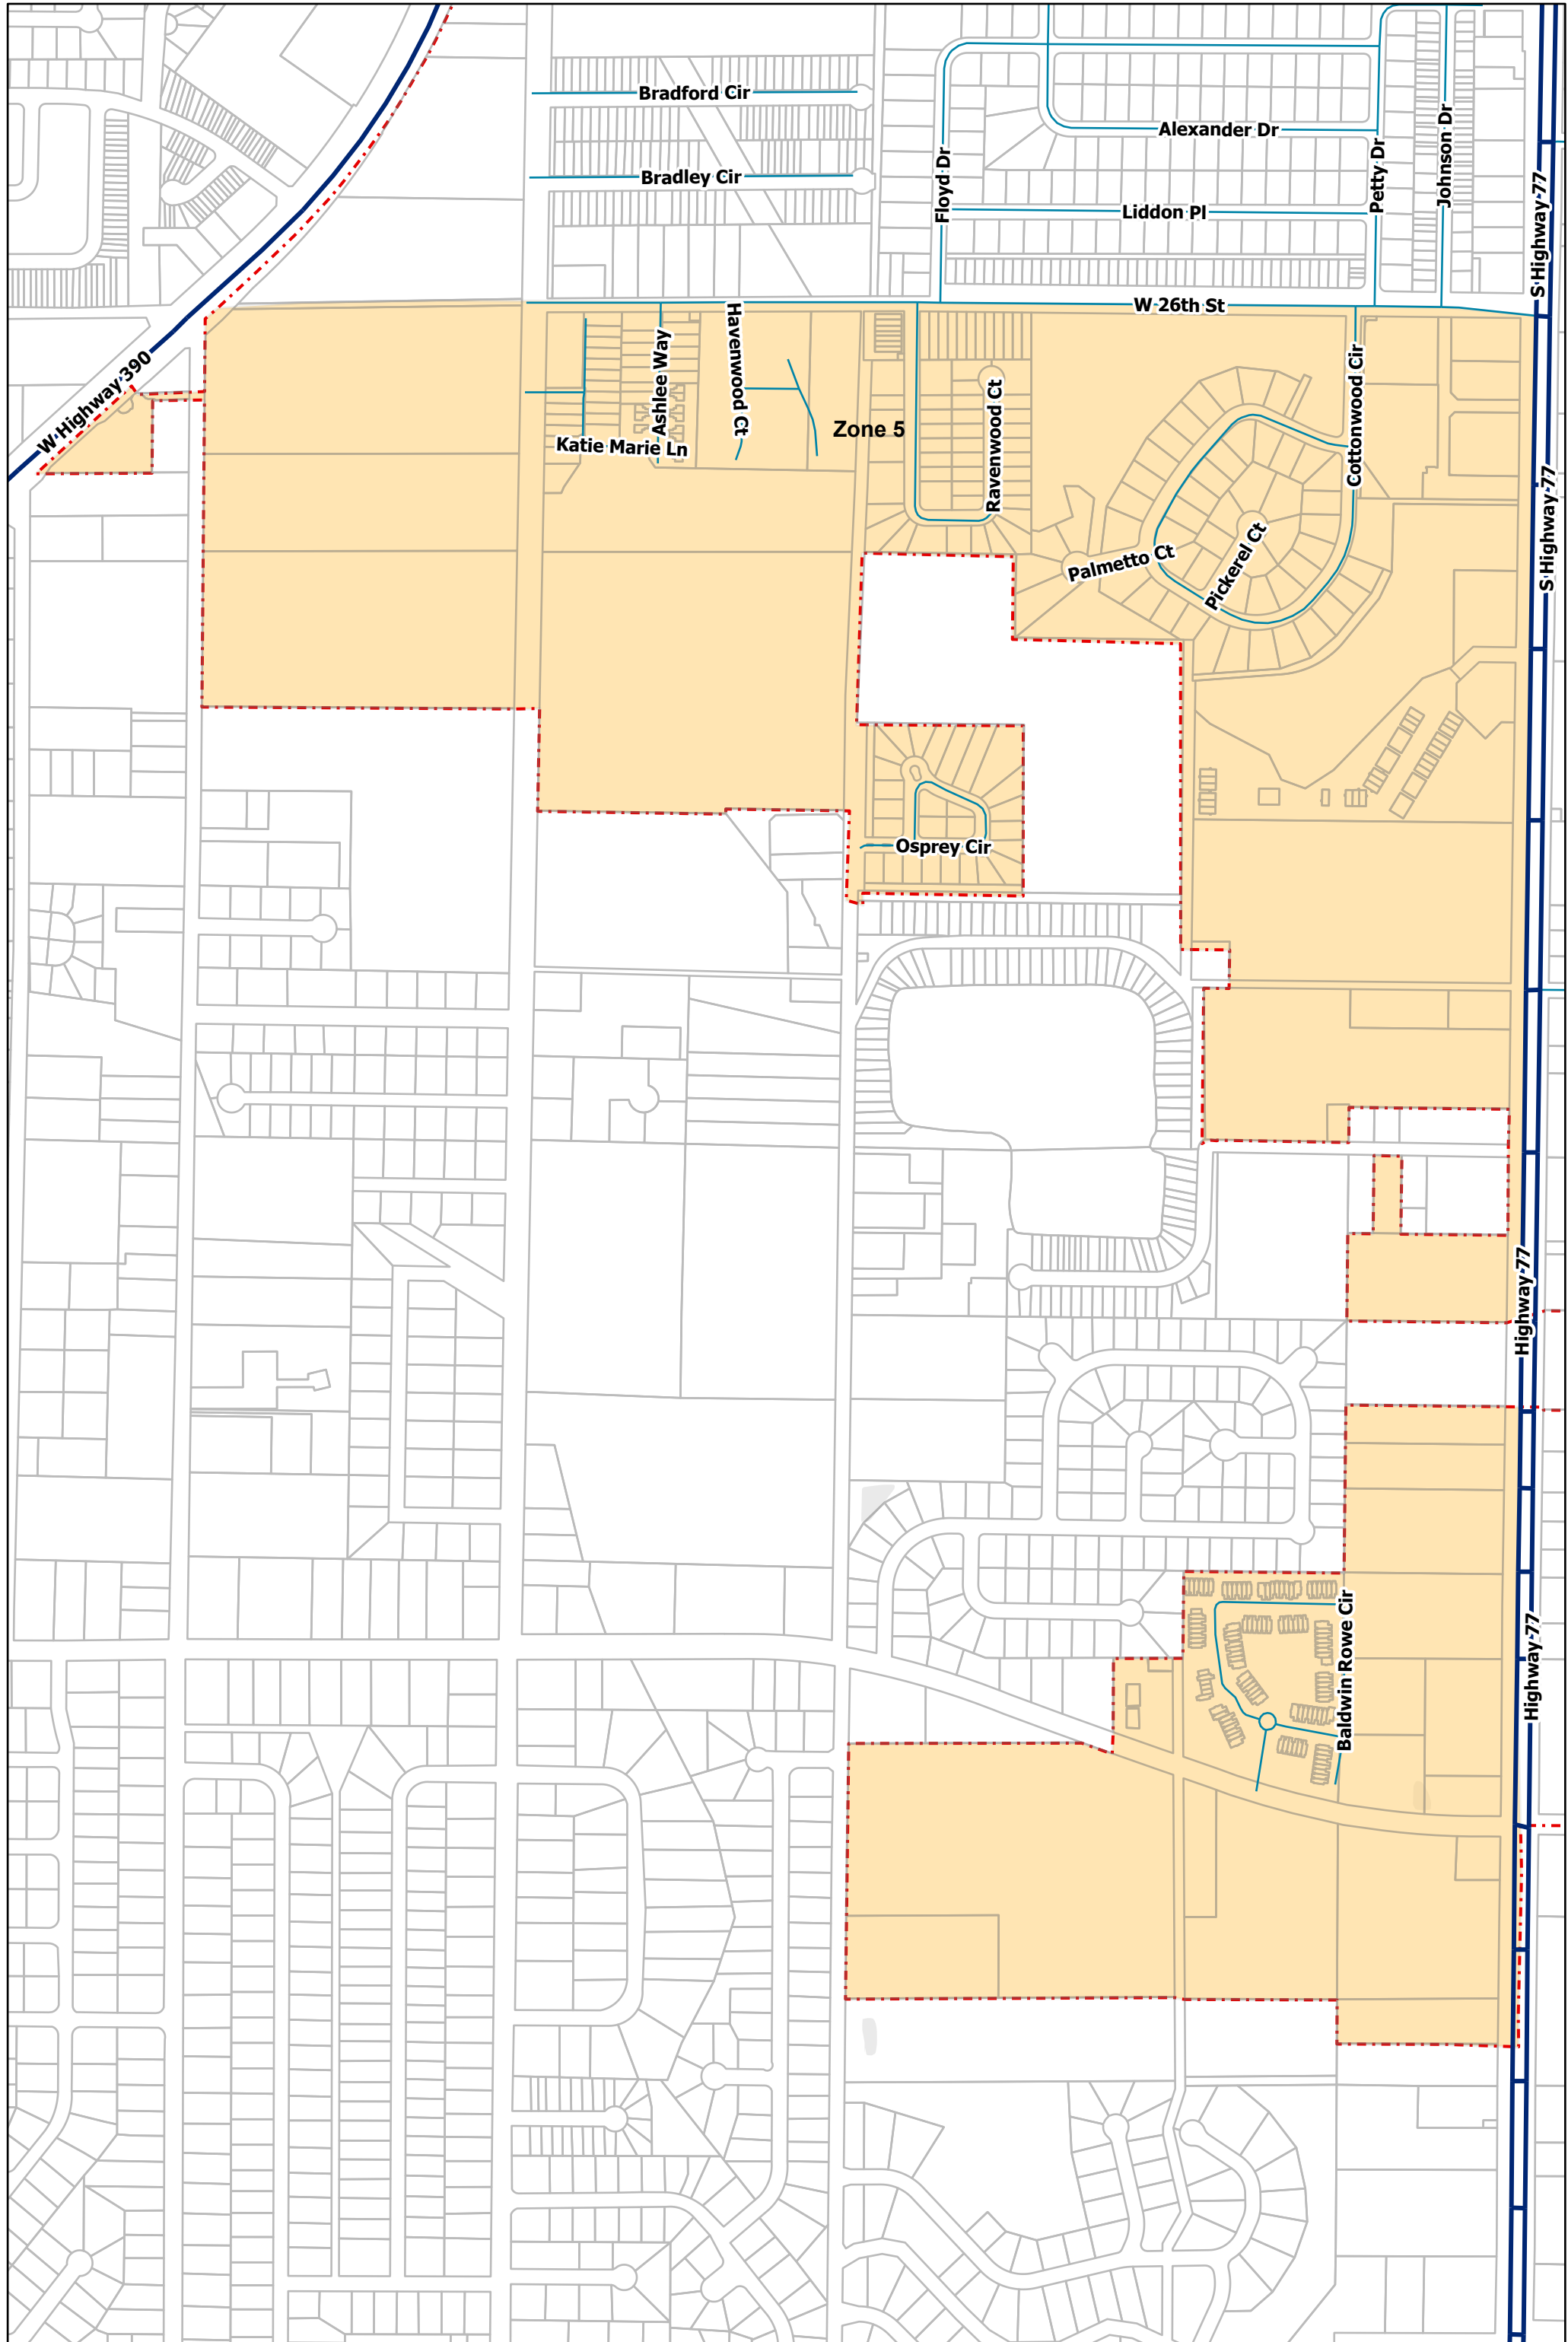 Bradford Cir
Alexander Dr
Bradley Cir
Floyd Dr
Petty Dr
Johnson Dr
Liddon Pl
S Highway 77
W 26th St
W Highway 390
Ashlee Way
Havenwood Ct
Katie Marie Ln
Zone 5
Ravenwood Ct
Cottonwood Cir
Palmetto Ct
Pickerel Ct
S Highway 77
Osprey Cir
Highway 77
Baldwin Rowe Cir
Highway 77